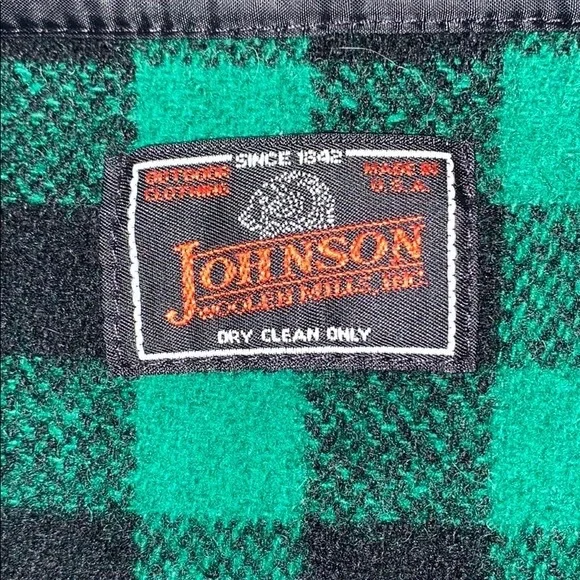 SINCE 1842
OUTDOOR CLOTHING
MADE IN U.S.A.
JOHNSON
WOOLEN MILLS, INC
DRY CLEAN ONLY